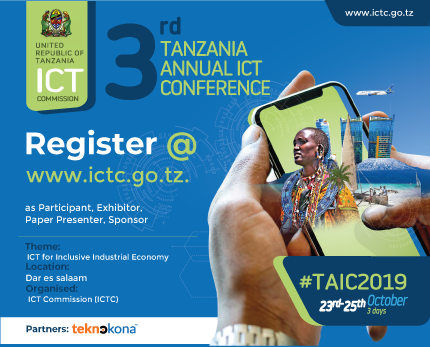 www.ictc.go.tz
UNITED
REPUBLIC OF
TANZANIA
ICT
COMMISSION
3rd
TANZANIA
ANNUAL ICT
CONFERENCE
Register @
www.ictc.go.tz.
as Participant, Exhibitor,
Paper Presenter, Sponsor
Theme:
ICT for Inclusive Industrial Economy
Location:
Dar es salaam
Organised:
ICT Commission (ICTC)
#TAIC2019
23rd-25th October
3 days
Partners: teknokona